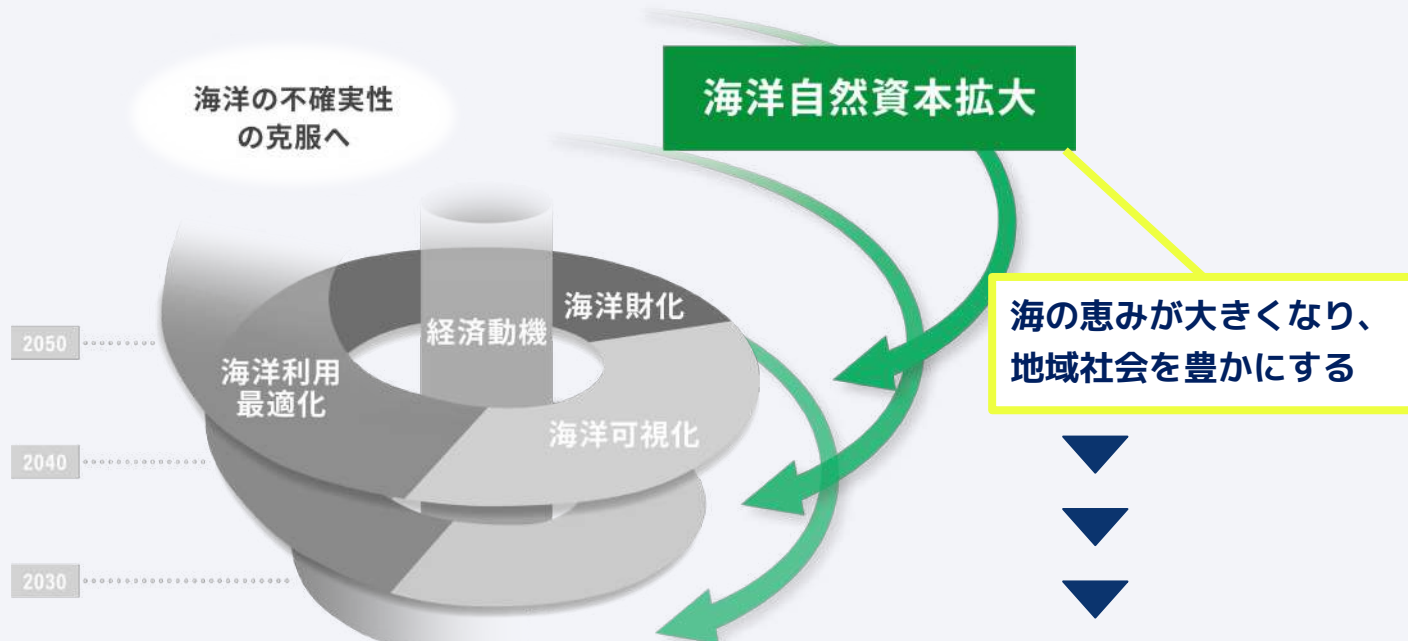 海洋の不確実性
の克服へ
海洋自然資本拡大
海洋財化
経済動機
海洋利用
最適化
海洋可視化
海の恵みが大きくなり、
地域社会を豊かにする
2050
2040
2030